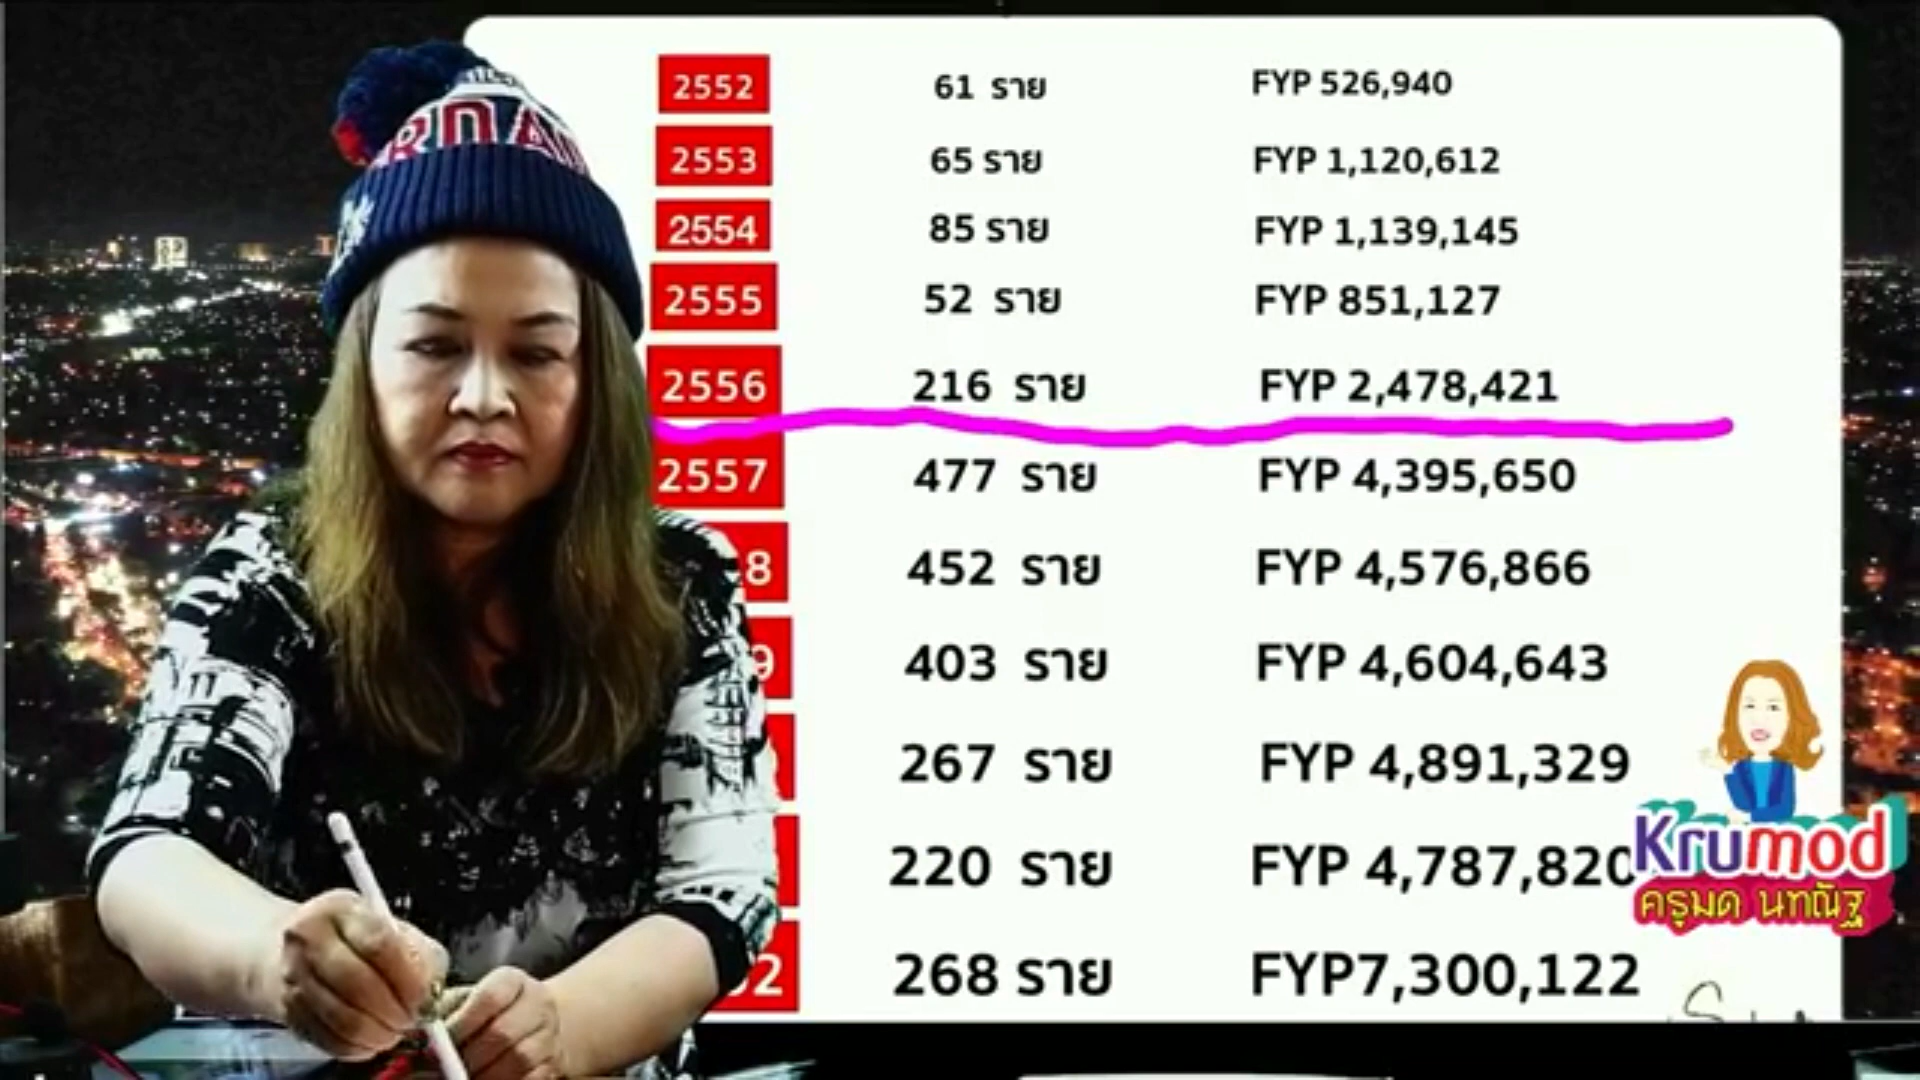 2552 61 ราย FYP 526,940
2553 65 ราย FYP 1,120,612
2554 85 ราย FYP 1,139,145
2555 52 ราย FYP 851,127
2556 216 ราย FYP 2,478,421
2557 477 ราย FYP 4,395,650
8 452 ราย FYP 4,576,866
9 403 ราย FYP 4,604,643
267 ราย FYP 4,891,329
220 ราย FYP 4,787,820
2 268 ราย FYP7,300,122
Krumod
ครูมด นทณัฐ